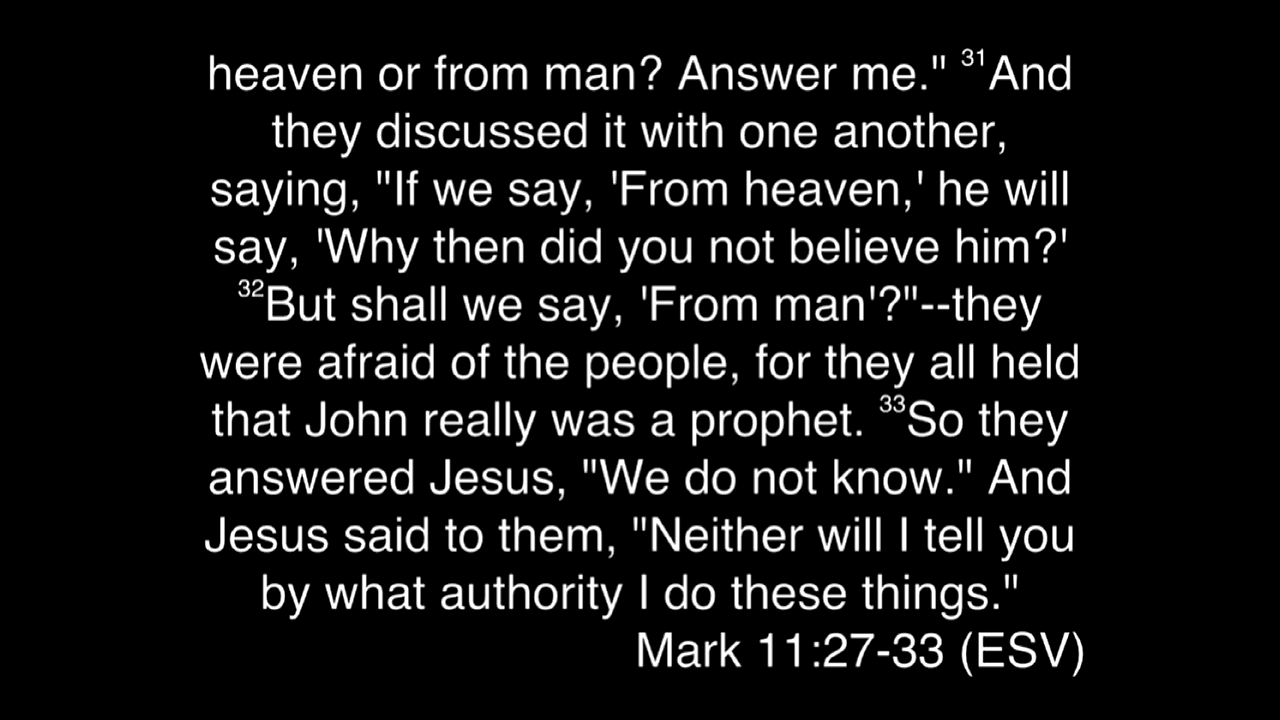 heaven or from man? Answer me." ³¹And
they discussed it with one another,
saying, "If we say, 'From heaven,' he will
say, 'Why then did you not believe him?'
³²But shall we say, 'From man'?"--they
were afraid of the people, for they all held
that John really was a prophet. ³³So they
answered Jesus, "We do not know." And
Jesus said to them, "Neither will I tell you
by what authority I do these things."
Mark 11:27-33 (ESV)